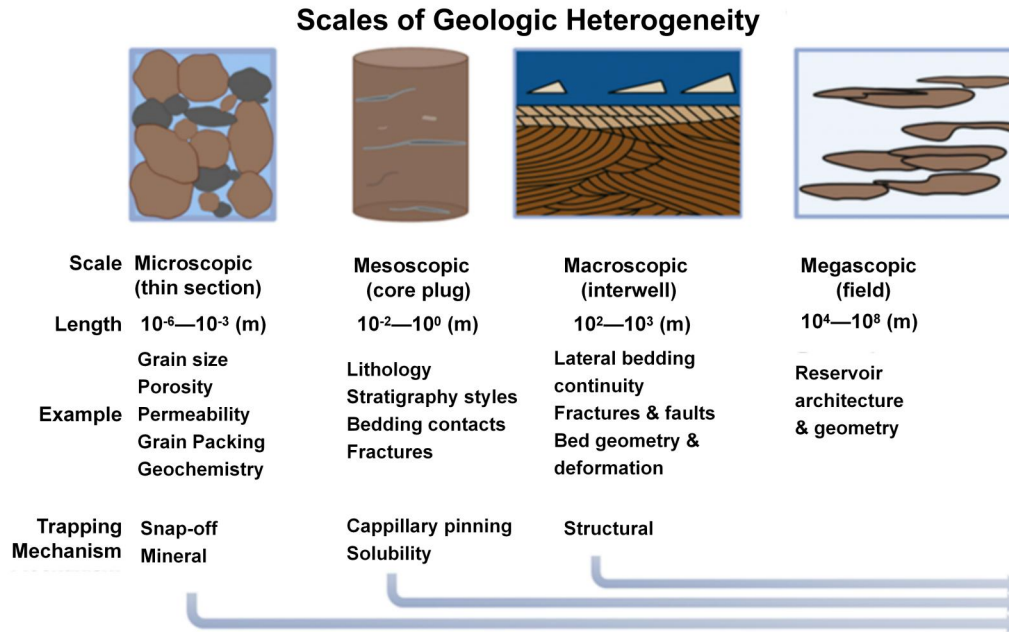 Scales of Geologic Heterogeneity
Scale
Microscopic
(thin section)
Mesoscopic
(core plug)
Macroscopic
(interwell)
Megascopic
(field)
Length
10⁻⁶—10⁻³ (m)
10⁻²—10⁰ (m)
10²—10³ (m)
10⁴—10⁸ (m)
Example
Grain size
Porosity
Permeability
Grain Packing
Geochemistry
Lithology
Stratigraphy styles
Bedding contacts
Fractures
Lateral bedding
continuity
Fractures & faults
Bed geometry &
deformation
Reservoir
architecture
& geometry
Trapping
Mechanism
Snap-off
Mineral
Cappillary pinning
Solubility
Structural